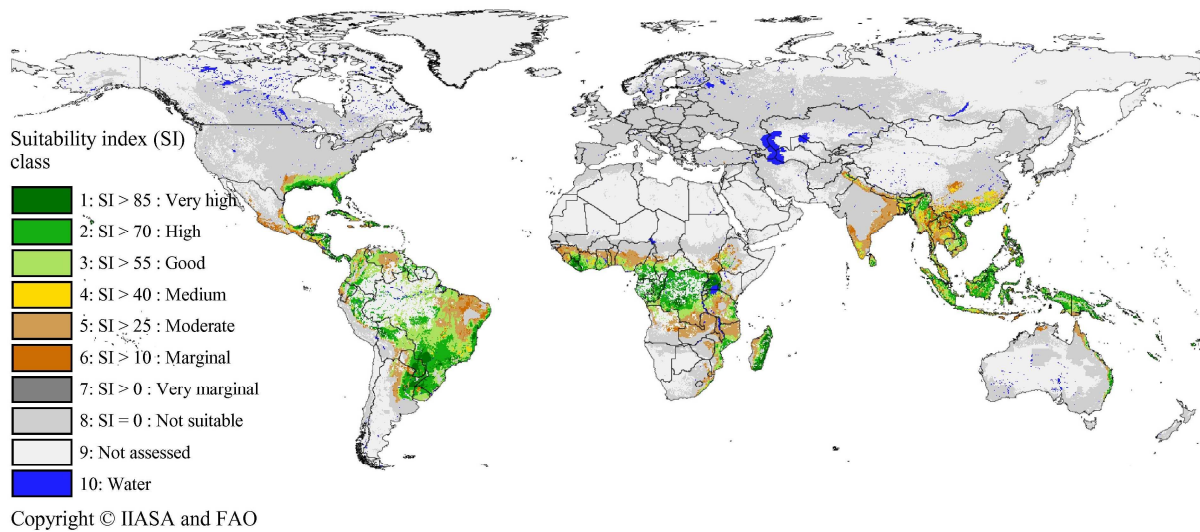 Suitability index (SI)
class
1: SI > 85 : Very high
2: SI > 70 : High
3: SI > 55 : Good
4: SI > 40 : Medium
5: SI > 25 : Moderate
6: SI > 10 : Marginal
7: SI > 0 : Very marginal
8: SI = 0 : Not suitable
9: Not assessed
10: Water
Copyright © IIASA and FAO